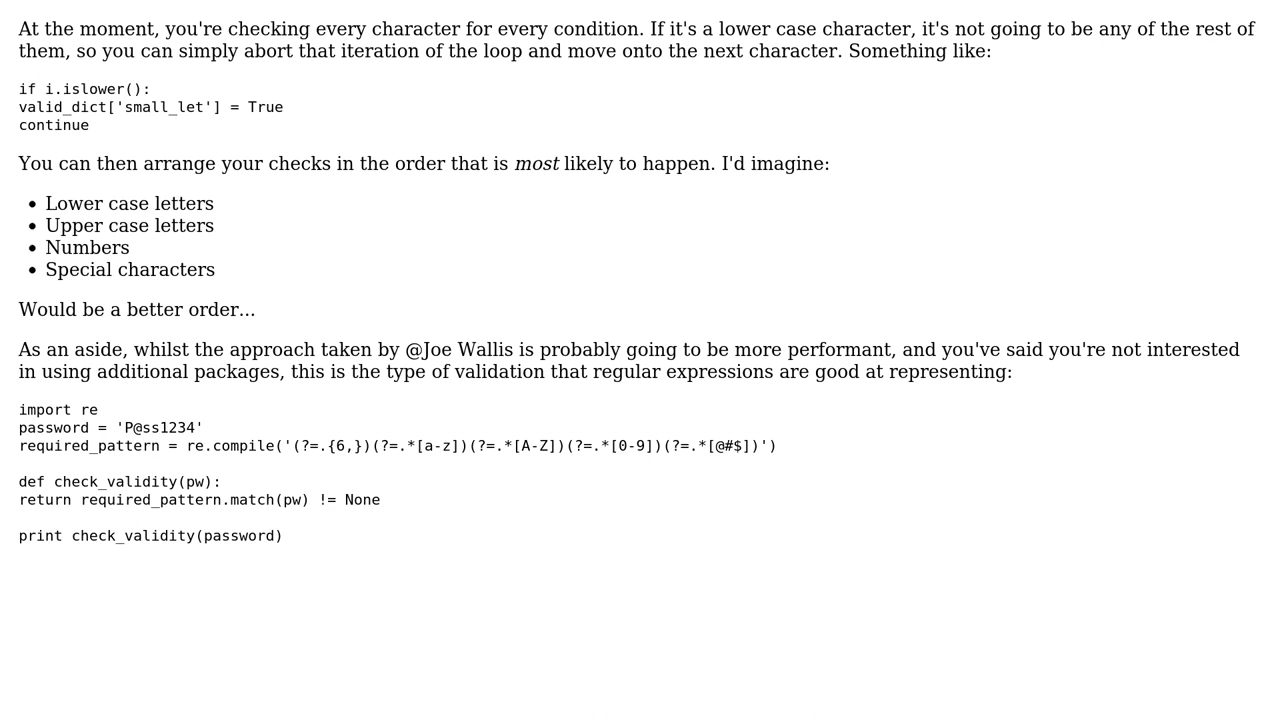 At the moment, you're checking every character for every condition. If it's a lower case character, it's not going to be any of the rest of
them, so you can simply abort that iteration of the loop and move onto the next character. Something like:
if i.islower():
valid_dict['small_let'] = True
continue
You can then arrange your checks in the order that is most likely to happen. I'd imagine:
• Lower case letters
• Upper case letters
• Numbers
• Special characters
Would be a better order...
As an aside, whilst the approach taken by @Joe Wallis is probably going to be more performant, and you've said you're not interested
in using additional packages, this is the type of validation that regular expressions are good at representing:
import re
password = 'P@ss1234'
required_pattern = re.compile('(?=.{6,})(?=.*[a-z])(?=.*[A-Z])(?=.*[0-9])(?=.*[@#$])')
def check_validity(pw):
return required_pattern.match(pw) != None
print check_validity(password)